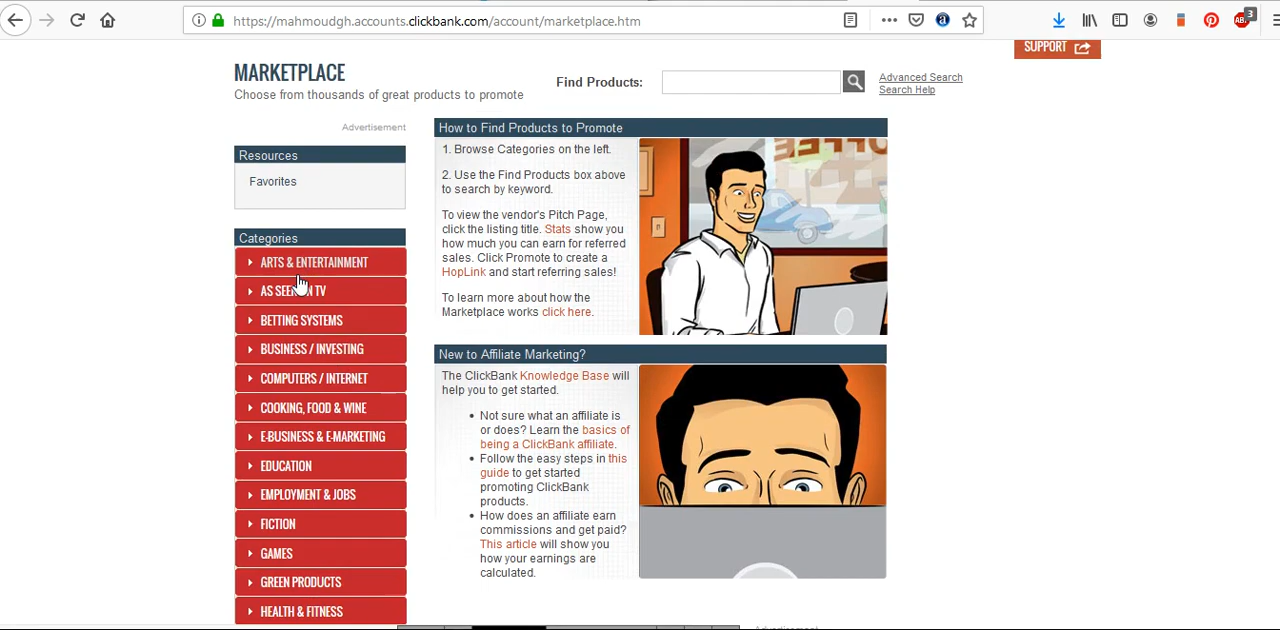 https://mahmoudgh.accounts.clickbank.com/account/marketplace.htm
a
ABP
3
SUPPORT
MARKETPLACE
Choose from thousands of great products to promote
Find Products:
Advanced Search
Search Help
Advertisement
Resources
Favorites
Categories
ARTS & ENTERTAINMENT
AS SEEN ON TV
BETTING SYSTEMS
BUSINESS / INVESTING
COMPUTERS / INTERNET
COOKING, FOOD & WINE
E-BUSINESS & E-MARKETING
EDUCATION
EMPLOYMENT & JOBS
FICTION
GAMES
GREEN PRODUCTS
HEALTH & FITNESS
How to Find Products to Promote
1. Browse Categories on the left.
2. Use the Find Products box above
to search by keyword.
To view the vendor's Pitch Page,
click the listing title. Stats show you
how much you can earn for referred
sales. Click Promote to create a
HopLink and start referring sales!
To learn more about how the
Marketplace works click here.
COFFEE
New to Affiliate Marketing?
The ClickBank Knowledge Base will
help you to get started.
• Not sure what an affiliate is
or does? Learn the basics of
being a ClickBank affiliate.
• Follow the easy steps in this
guide to get started
promoting ClickBank
products.
• How does an affiliate earn
commissions and get paid?
This article will show you
how your earnings are
calculated.
Advertisement